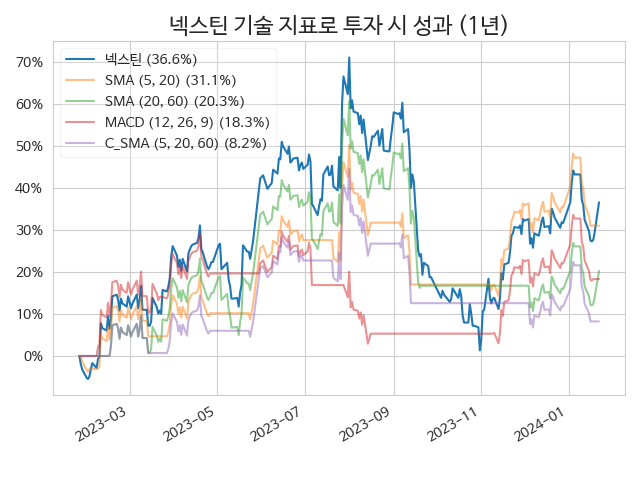 넥스틴 기술 지표로 투자 시 성과 (1년)
넥스틴 (36.6%)
SMA (5, 20) (31.1%)
SMA (20, 60) (20.3%)
MACD (12, 26, 9) (18.3%)
C_SMA (5, 20, 60) (8.2%)
70%
60%
50%
40%
30%
20%
10%
0%
2023-03
2023-05
2023-07
2023-09
2023-11
2024-01